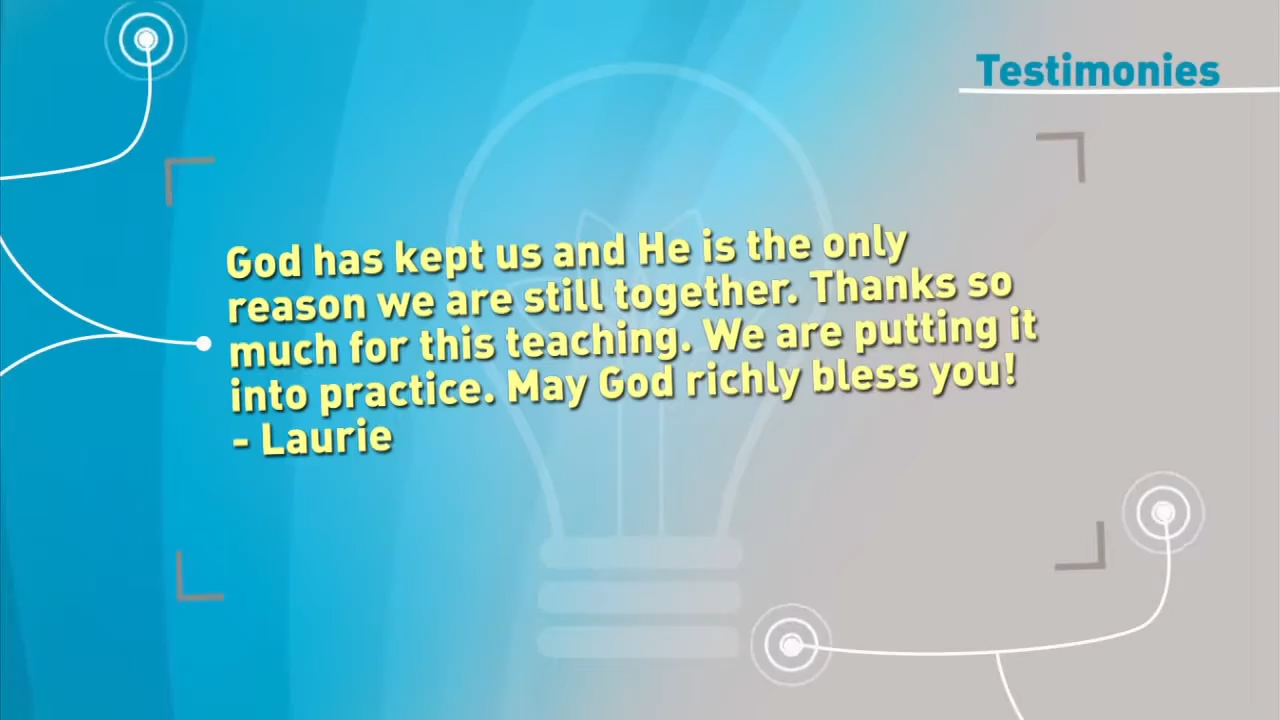 Testimonies
God has kept us and He is the only
reason we are still together. Thanks so
much for this teaching. We are putting it
into practice. May God richly bless you!
- Laurie